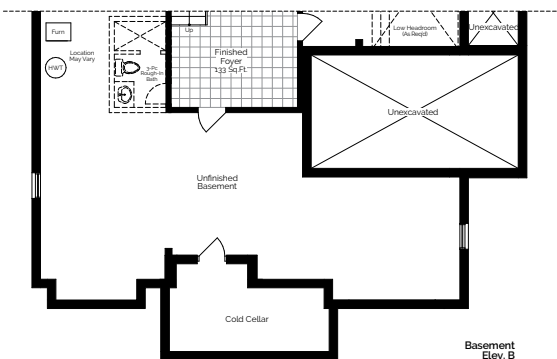 Furn
Location
May Vary
HWT
3-Pc
Rough-In
Bath
Up
Finished
Foyer
133 Sq.Ft.
Low Headroom
(As Req'd)
Unexcavated
Unexcavated
Unfinished
Basement
Cold Cellar
Basement
Elev. B